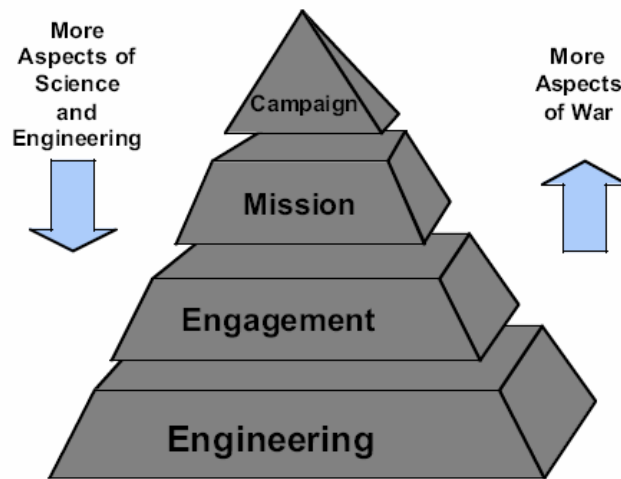 More
Aspects of
Science
and
Engineering
More
Aspects
of War
Campaign
Mission
Engagement
Engineering